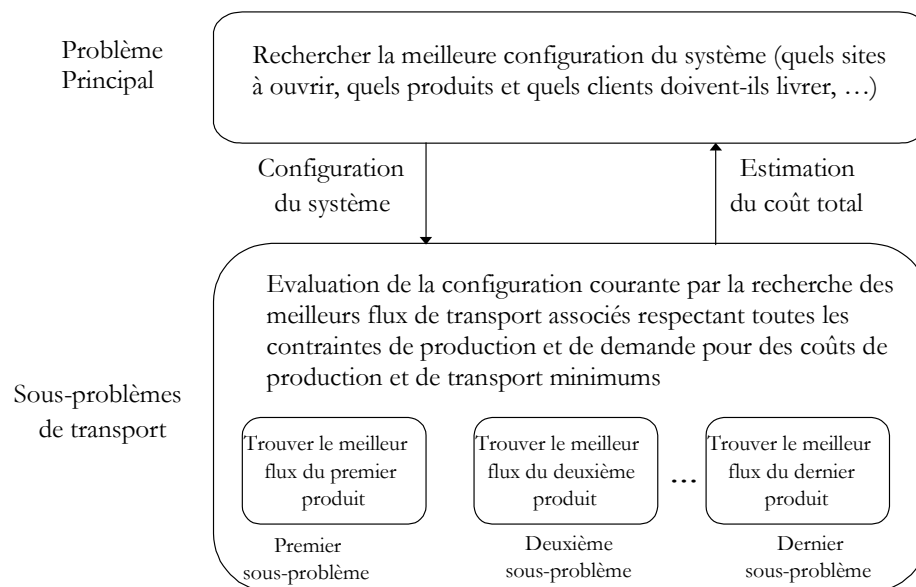 Problème
Principal
Rechercher la meilleure configuration du système (quels sites
à ouvrir, quels produits et quels clients doivent-ils livrer, …)
Configuration
du système
Estimation
du coût total
Evaluation de la configuration courante par la recherche des
meilleurs flux de transport associés respectant toutes les
contraintes de production et de demande pour des coûts de
production et de transport minimums
Sous-problèmes
de transport
Trouver le meilleur
flux du premier
produit
Trouver le meilleur
flux du deuxième
produit
...
Trouver le meilleur
flux du dernier
produit
Premier
sous-problème
Deuxième
sous-problème
Dernier
sous-problème